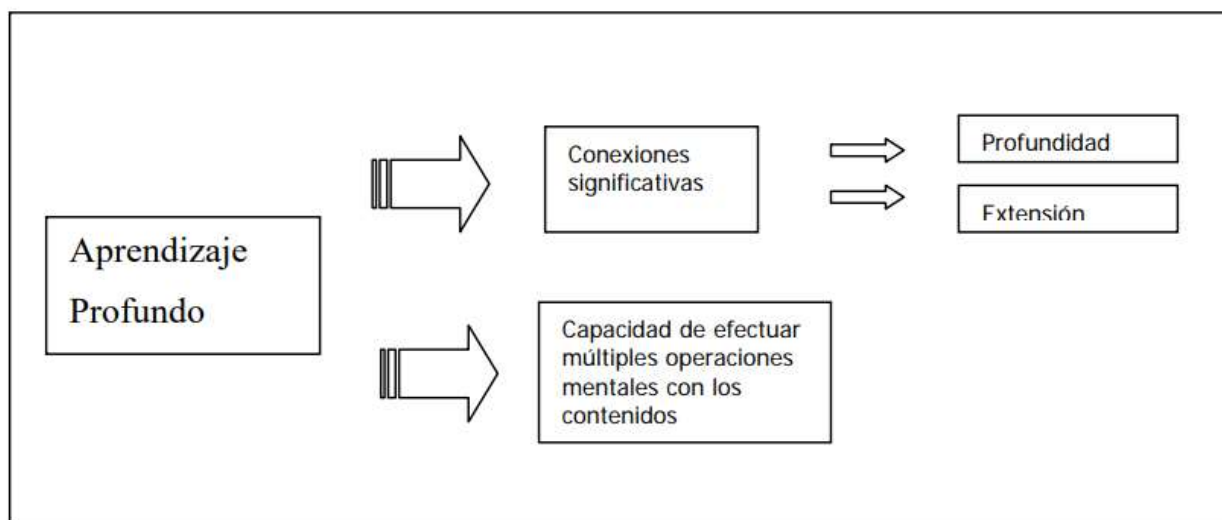 Aprendizaje
Profundo
Conexiones
significativas
Profundidad
Extensión
Capacidad de efectuar
múltiples operaciones
mentales con los
contenidos